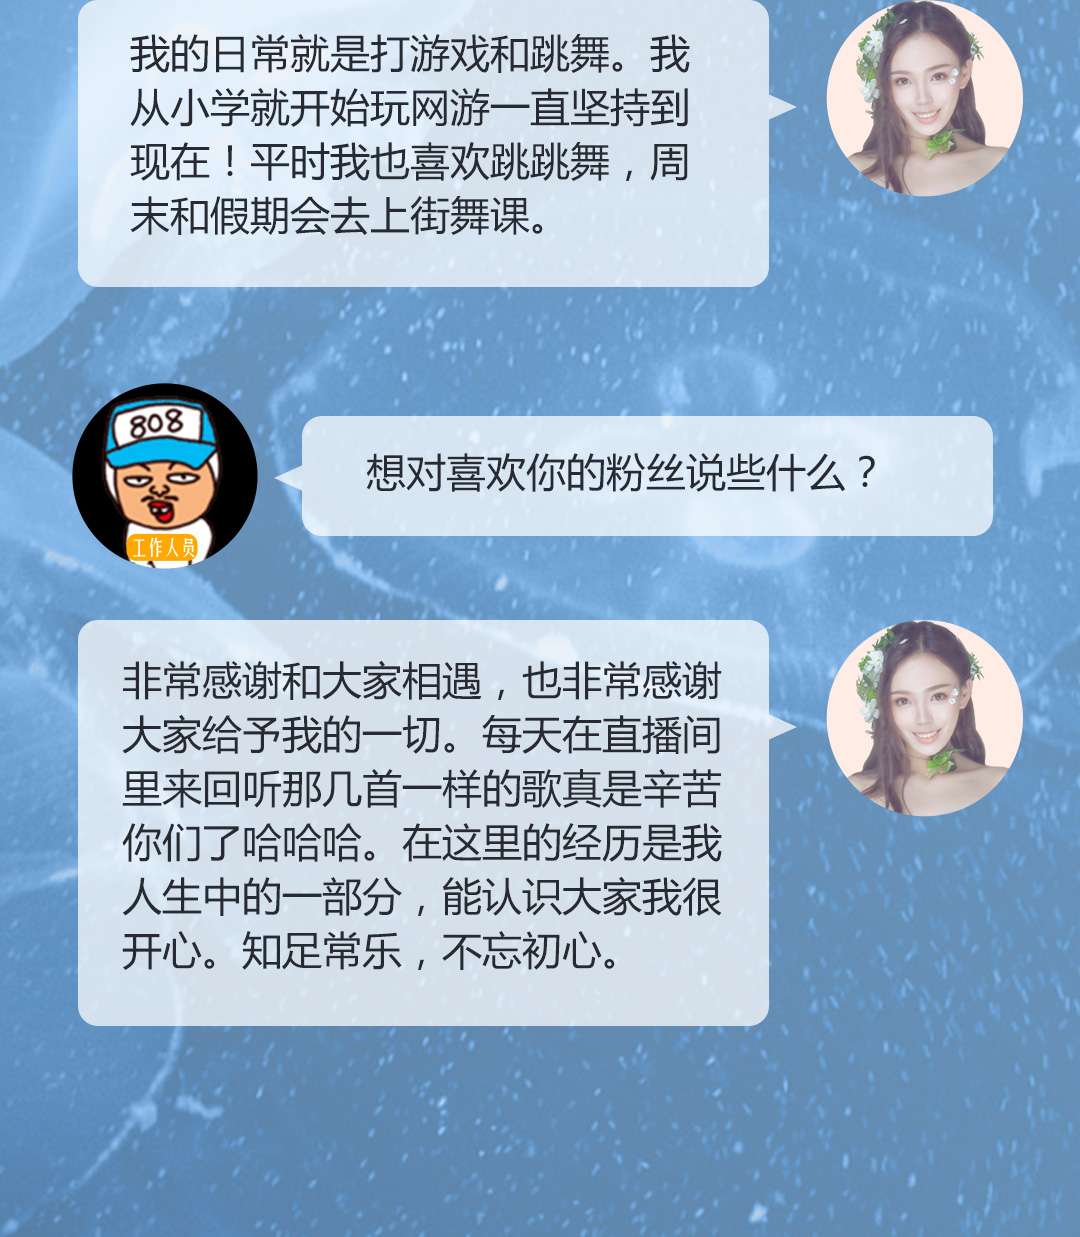 我的日常就是打游戏和跳舞。我
从小学就开始玩网游一直坚持到
现在！平时我也喜欢跳跳舞，周
末和假期会去上街舞课。
808
工作人员
想对喜欢你的粉丝说些什么？
非常感谢和大家相遇，也非常感谢
大家给予我的一切。每天在直播间
里来回听那几首一样的歌真是辛苦
你们了哈哈哈。在这里的经历是我
人生中的一部分，能认识大家我很
开心。知足常乐，不忘初心。